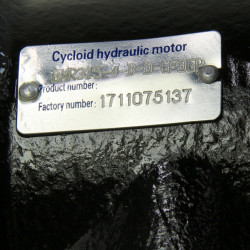 Cycloid hydraulic motor
Product number:
Factory number: 1711075137